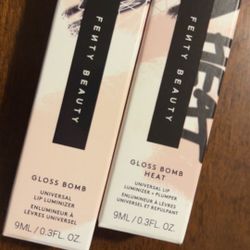 FENTY BEAUTY
GLOSS BOMB
UNIVERSAL
LIP LUMINIZER
ENLUMINEUR À
LÈVRES UNIVERSEL
9ML / 0.3FL. OZ.
FENTY BEAUTY
HEAT
GLOSS BOMB
HEAT
UNIVERSAL LIP
LUMINIZER + PLUMPER
ENLUMINEUR À LÈVRES
UNIVERSEL ET REPULPANT
9ML / 0.3FL. OZ.